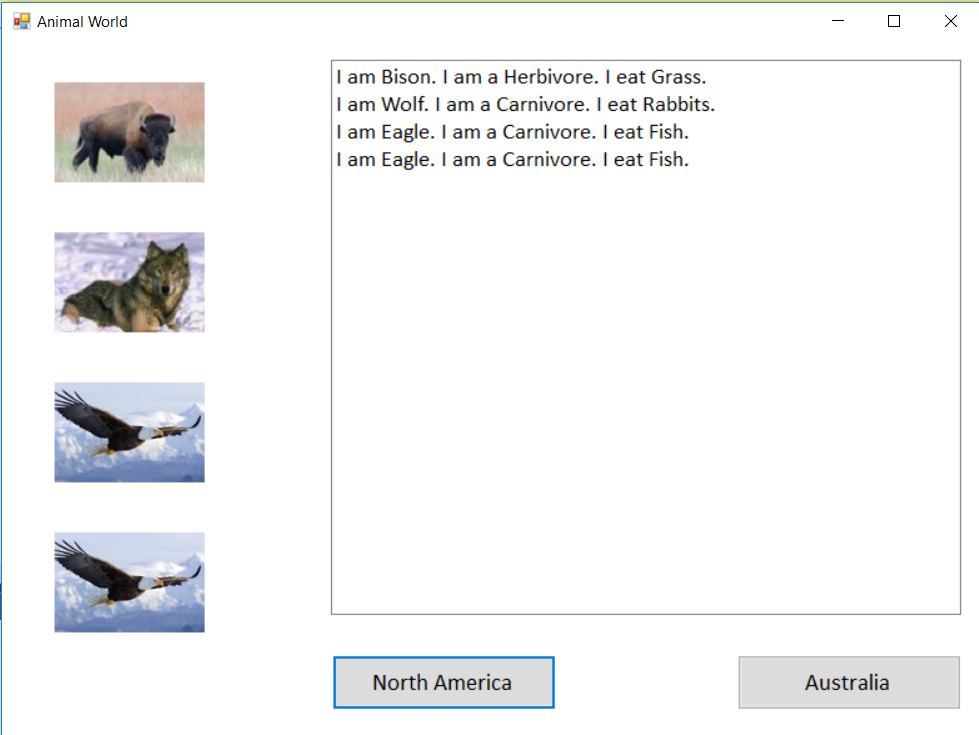 Animal World
I am Bison. I am a Herbivore. I eat Grass.
I am Wolf. I am a Carnivore. I eat Rabbits.
I am Eagle. I am a Carnivore. I eat Fish.
I am Eagle. I am a Carnivore. I eat Fish.
North America
Australia